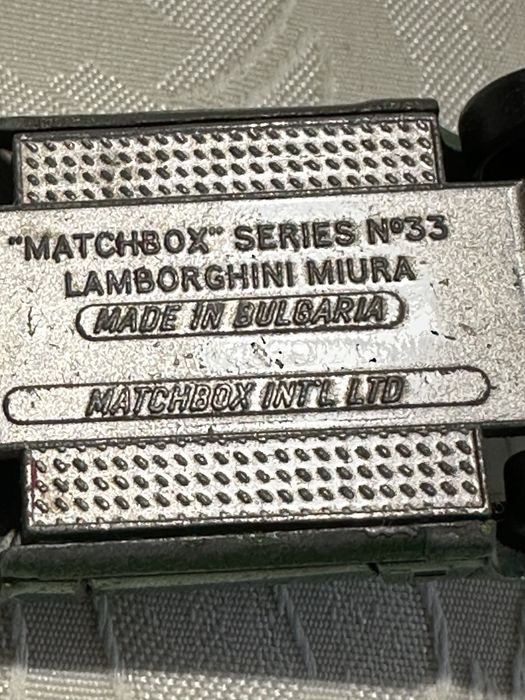 "MATCHBOX" SERIES Nº33
LAMBORGHINI MIURA
MADE IN BULGARIA
MATCHBOX INT'L LTD